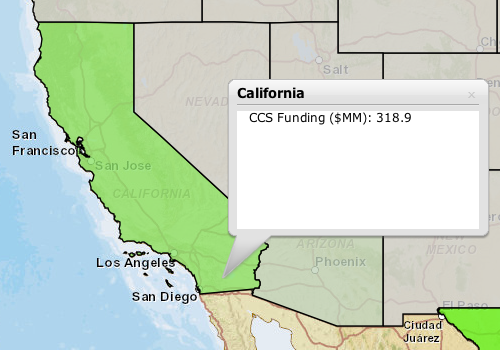 Salt
California
×
CCS Funding ($MM): 318.9
NEVADA
San
Francisco
San Jose
CALIFORNIA
Los Angeles
San Diego
ARIZONA
Phoenix
NEW
MEXICO
El Paso
Ciudad
Juárez